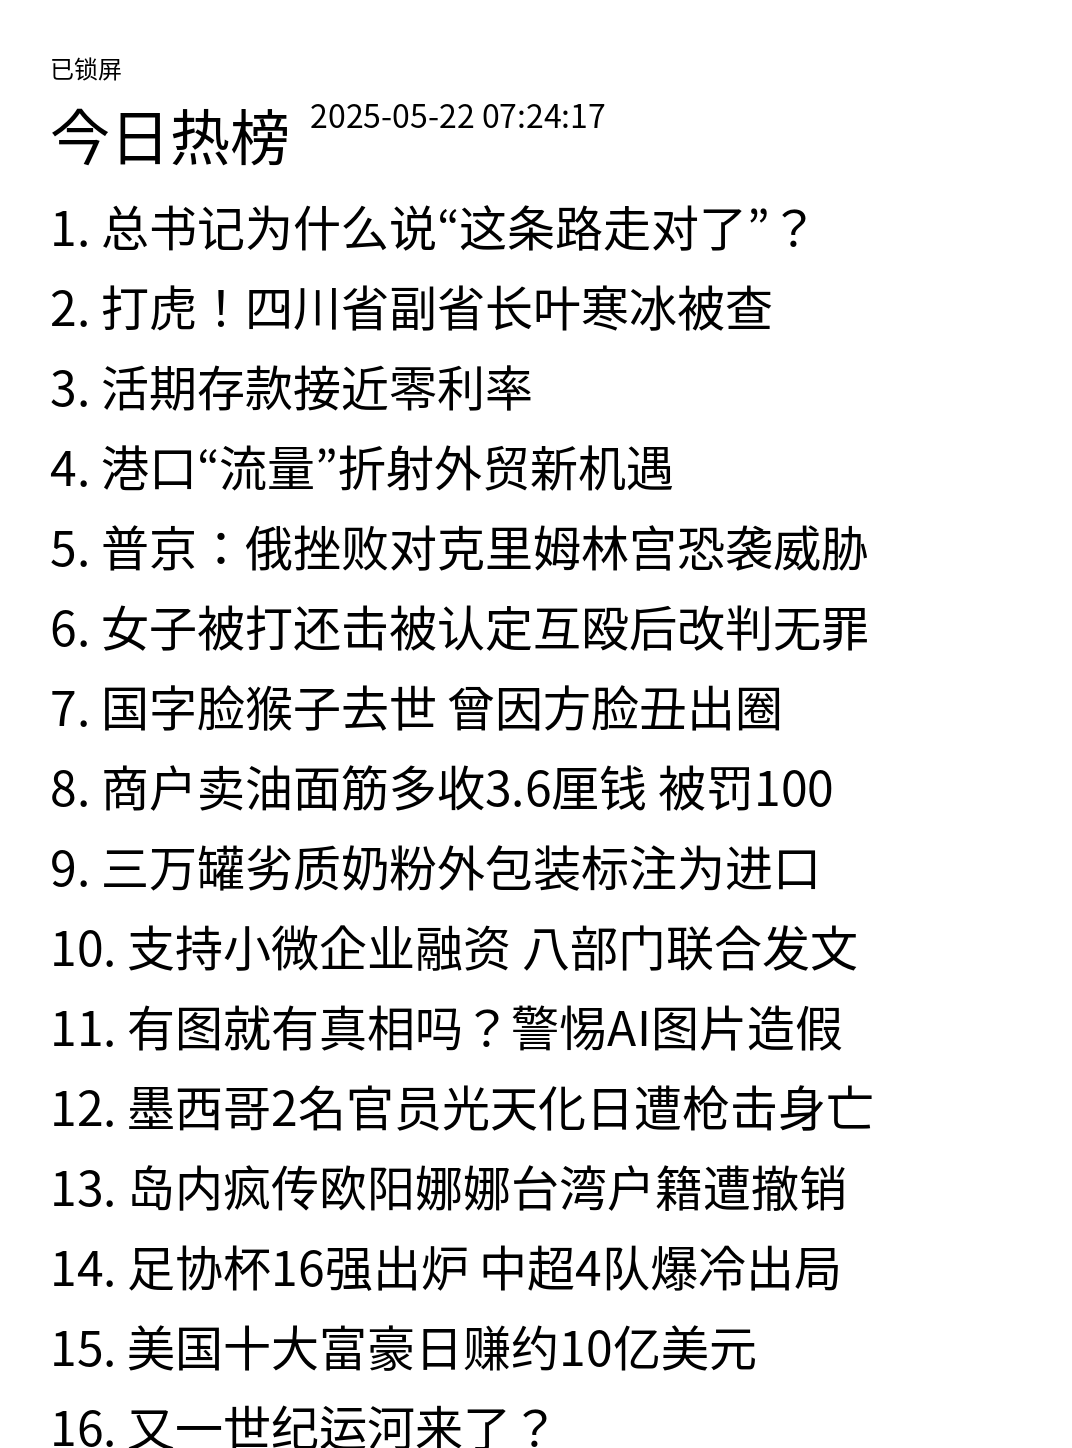 已锁屏
今日热榜 2025-05-22 07:24:17
1. 总书记为什么说“这条路走对了”？
2. 打虎！四川省副省长叶寒冰被查
3. 活期存款接近零利率
4. 港口“流量”折射外贸新机遇
5. 普京：俄挫败对克里姆林宫恐袭威胁
6. 女子被打还击被认定互殴后改判无罪
7. 国字脸猴子去世 曾因方脸丑出圈
8. 商户卖油面筋多收3.6厘钱 被罚100
9. 三万罐劣质奶粉外包装标注为进口
10. 支持小微企业融资 八部门联合发文
11. 有图就有真相吗？警惕AI图片造假
12. 墨西哥2名官员光天化日遭枪击身亡
13. 岛内疯传欧阳娜娜台湾户籍遭撤销
14. 足协杯16强出炉 中超4队爆冷出局
15. 美国十大富豪日赚约10亿美元
16. 又一世纪运河来了？